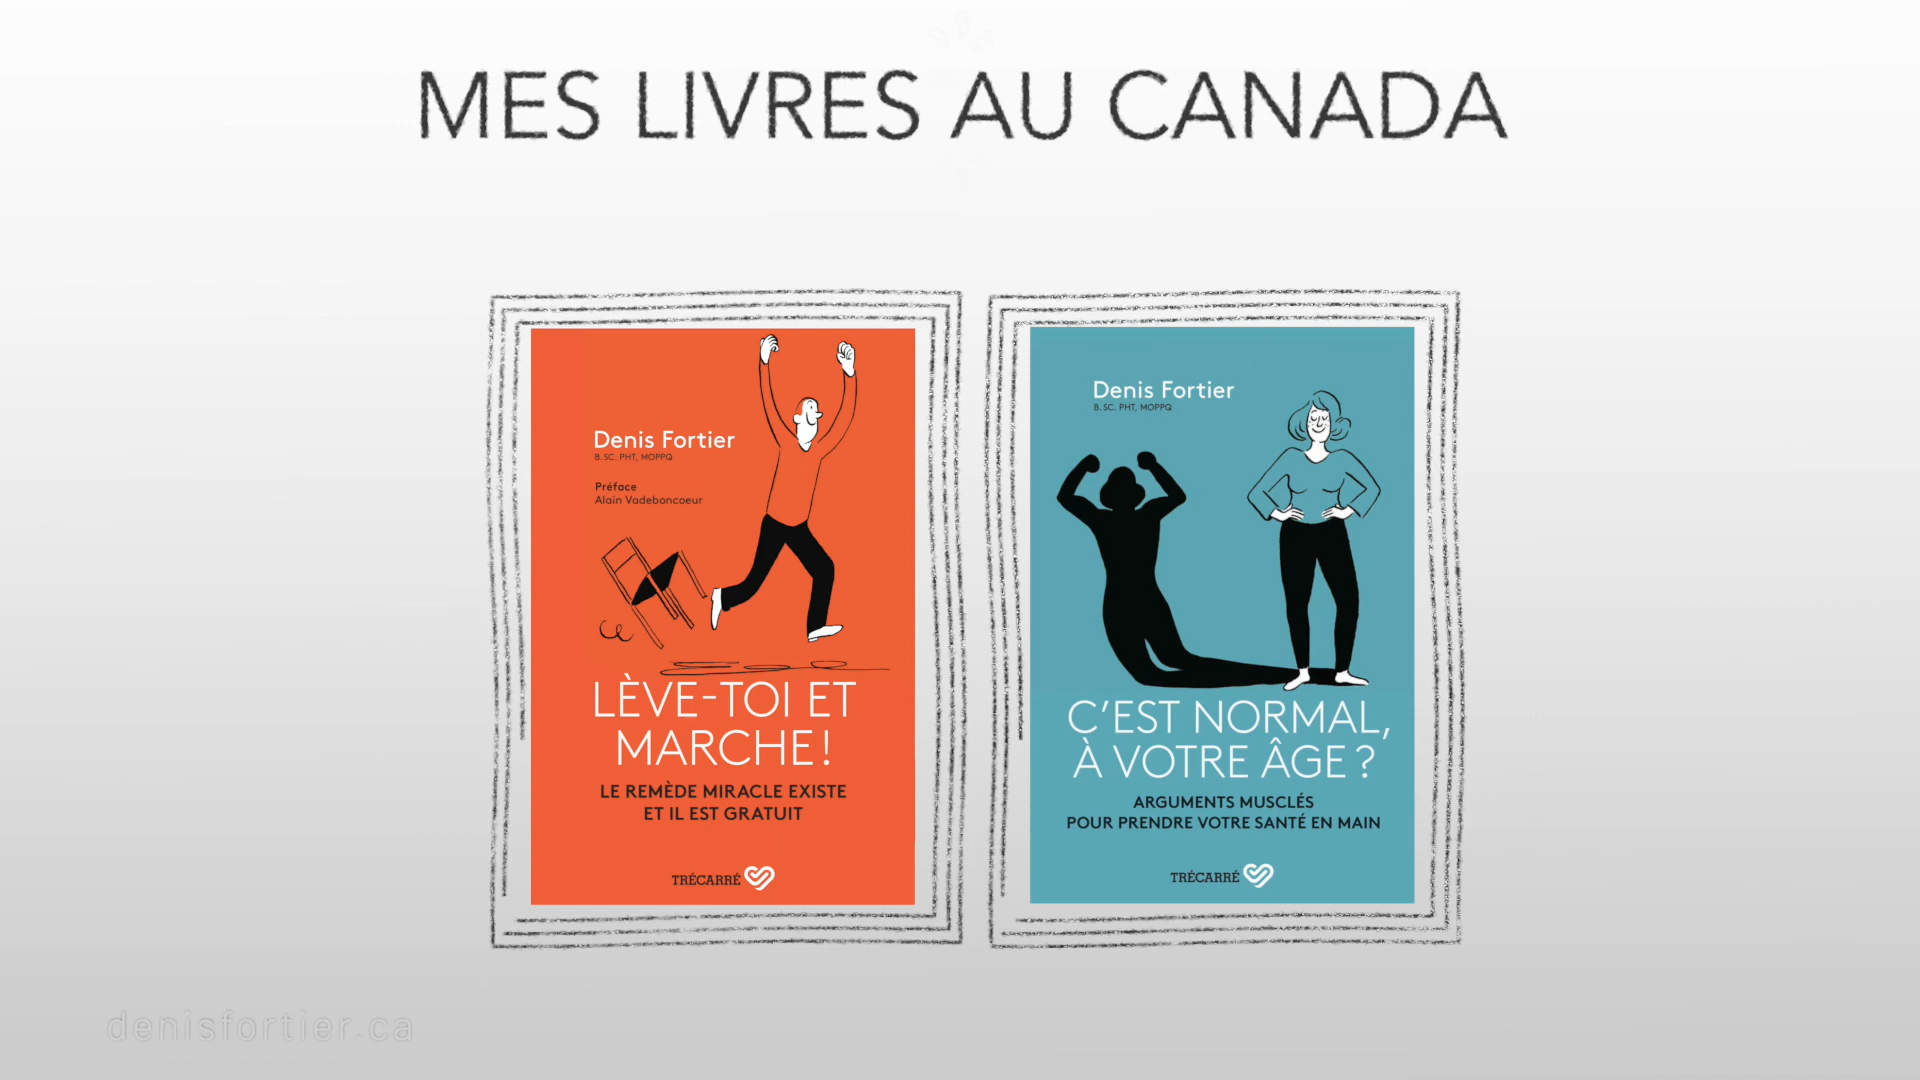 MES LIVRES AU CANADA
Denis Fortier
B.SC. PHT, MOPPQ
Préface
Alain Vadeboncoeur
LÈVE-TOI ET
MARCHE!
LE REMÈDE MIRACLE EXISTE
ET IL EST GRATUIT
TRÉCARRÉ
Denis Fortier
B.SC. PHT, MOPPQ
C'EST NORMAL,
À VOTRE ÂGE?
ARGUMENTS MUSCLÉS
POUR PRENDRE VOTRE SANTÉ EN MAIN
TRÉCARRÉ
denisfortier.ca